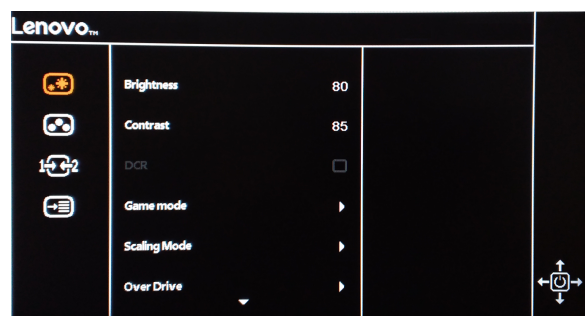 Lenovo™
Brightness 80
Contrast 85
DCR
1 2
Game mode
Scaling Mode
Over Drive